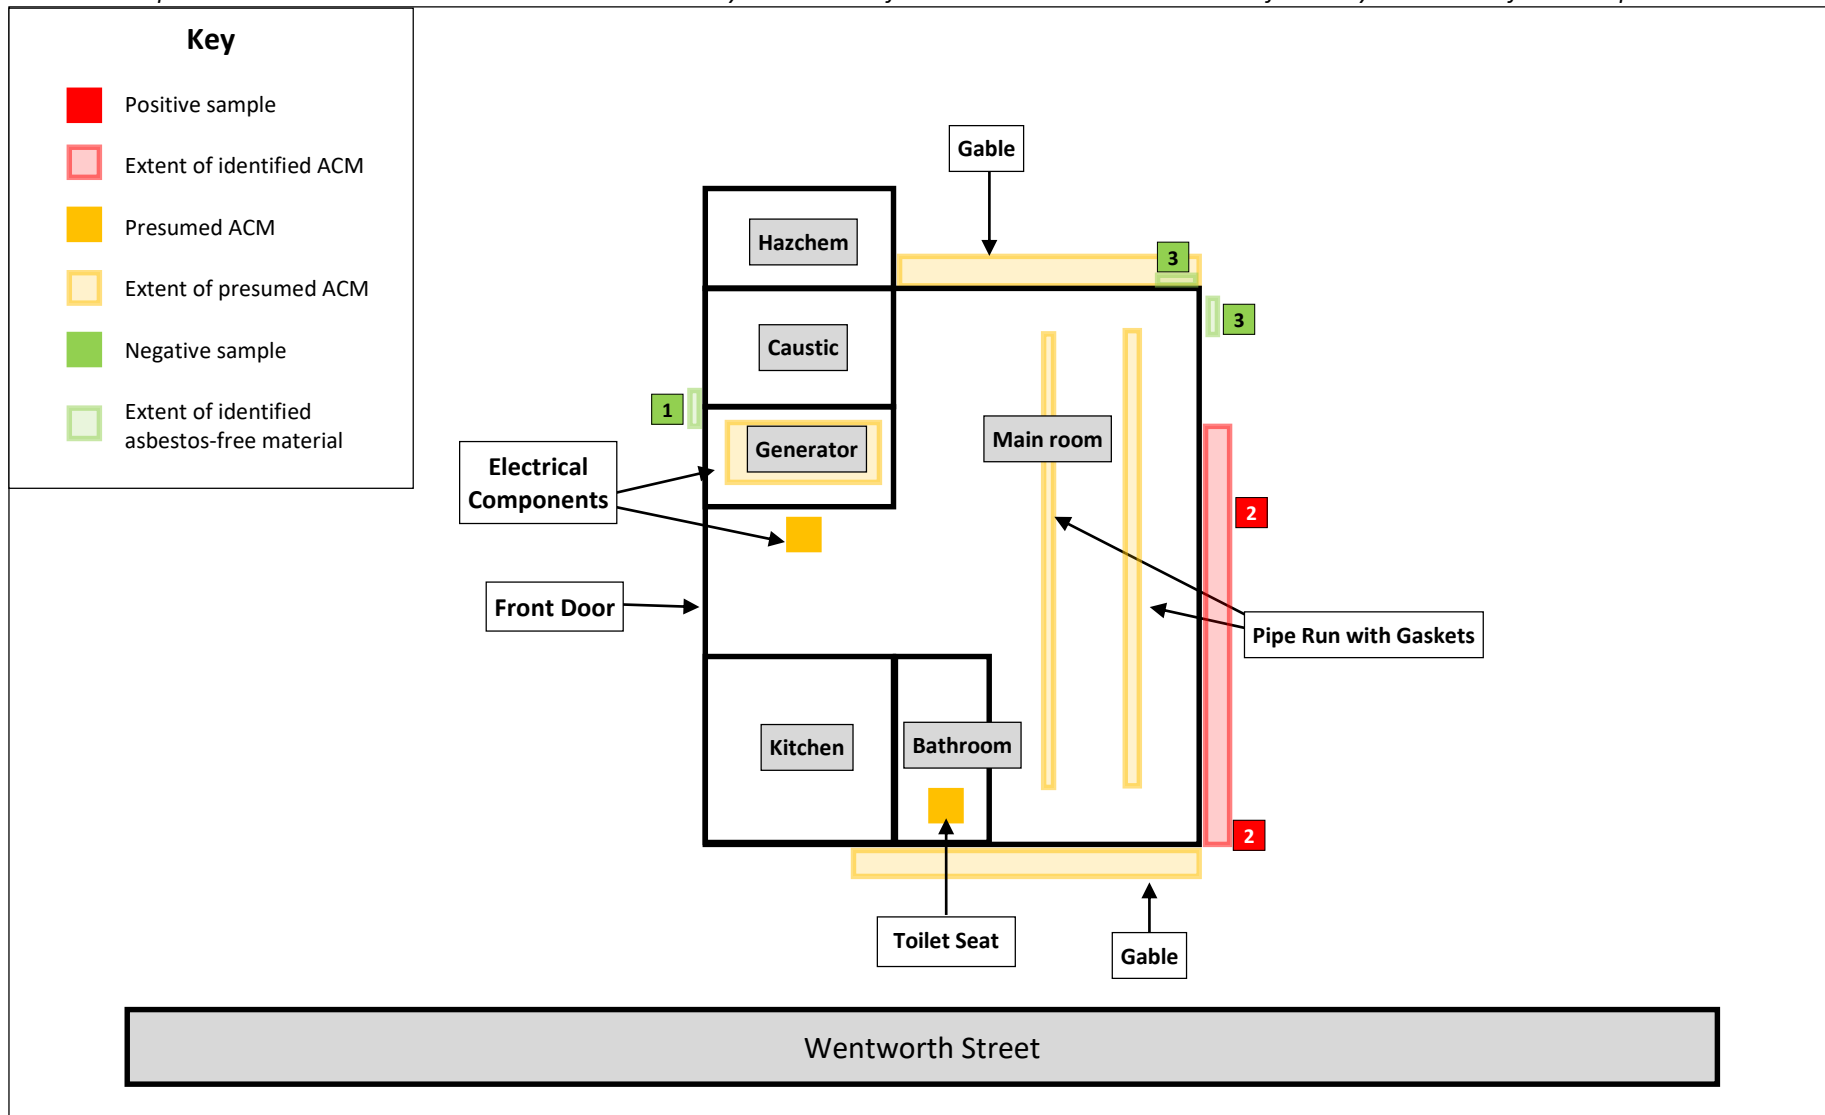 Key
Positive sample
Extent of identified ACM
Presumed ACM
Extent of presumed ACM
Negative sample
Extent of identified
asbestos-free material
Gable
Hazchem
3
Caustic
3
1
Generator
Main room
Electrical
Components
2
Front Door
Pipe Run with Gaskets
Kitchen
Bathroom
2
Toilet Seat
Gable
Wentworth Street